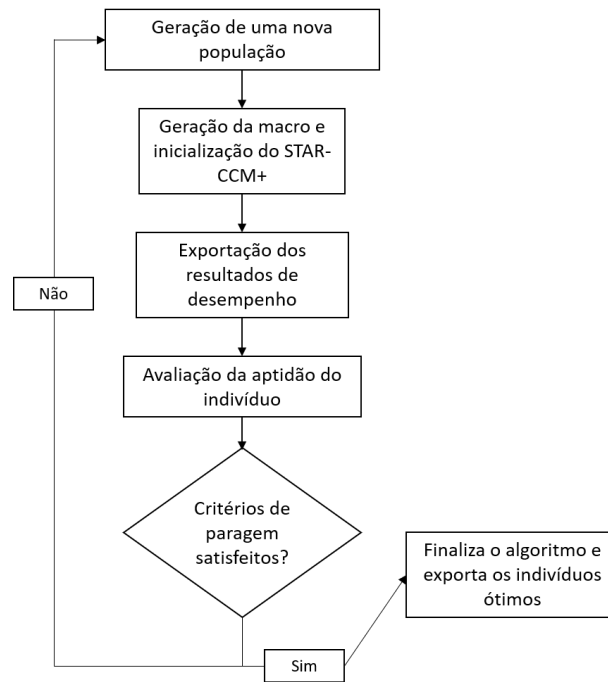 Geração de uma nova
população
Geração da macro e
inicialização do STAR-
CCM+
Exportação dos
resultados de
desempenho
Não
Avaliação da aptidão do
indivíduo
Critérios de
paragem
satisfeitos?
Finaliza o algoritmo e
exporta os indivíduos
ótimos
Sim